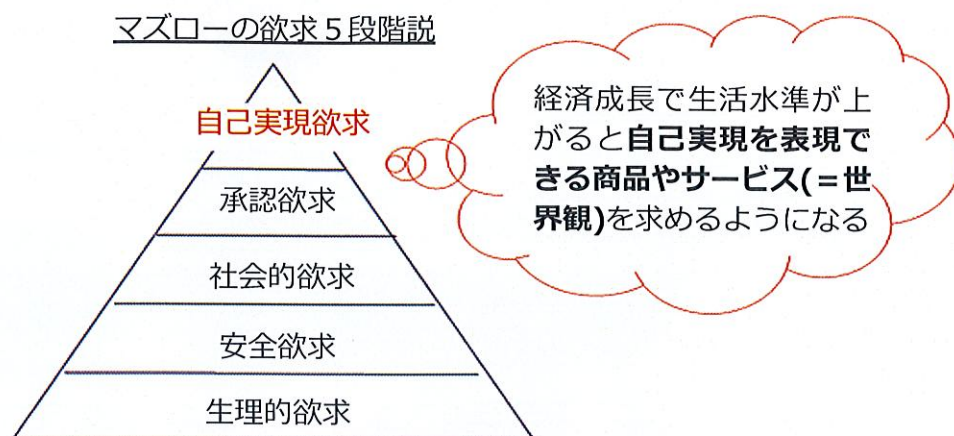 マズローの欲求５段階説
自己実現欲求
承認欲求
社会的欲求
安全欲求
生理的欲求
経済成長で生活水準が上
がると自己実現を表現で
きる商品やサービス(＝世
界観)を求めるようになる